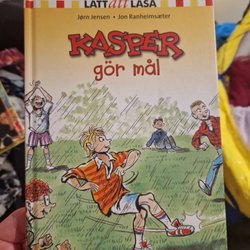 LÄTT att LÄSA
Jørn Jensen • Jon Ranheimsæter
KASPER
gör mål